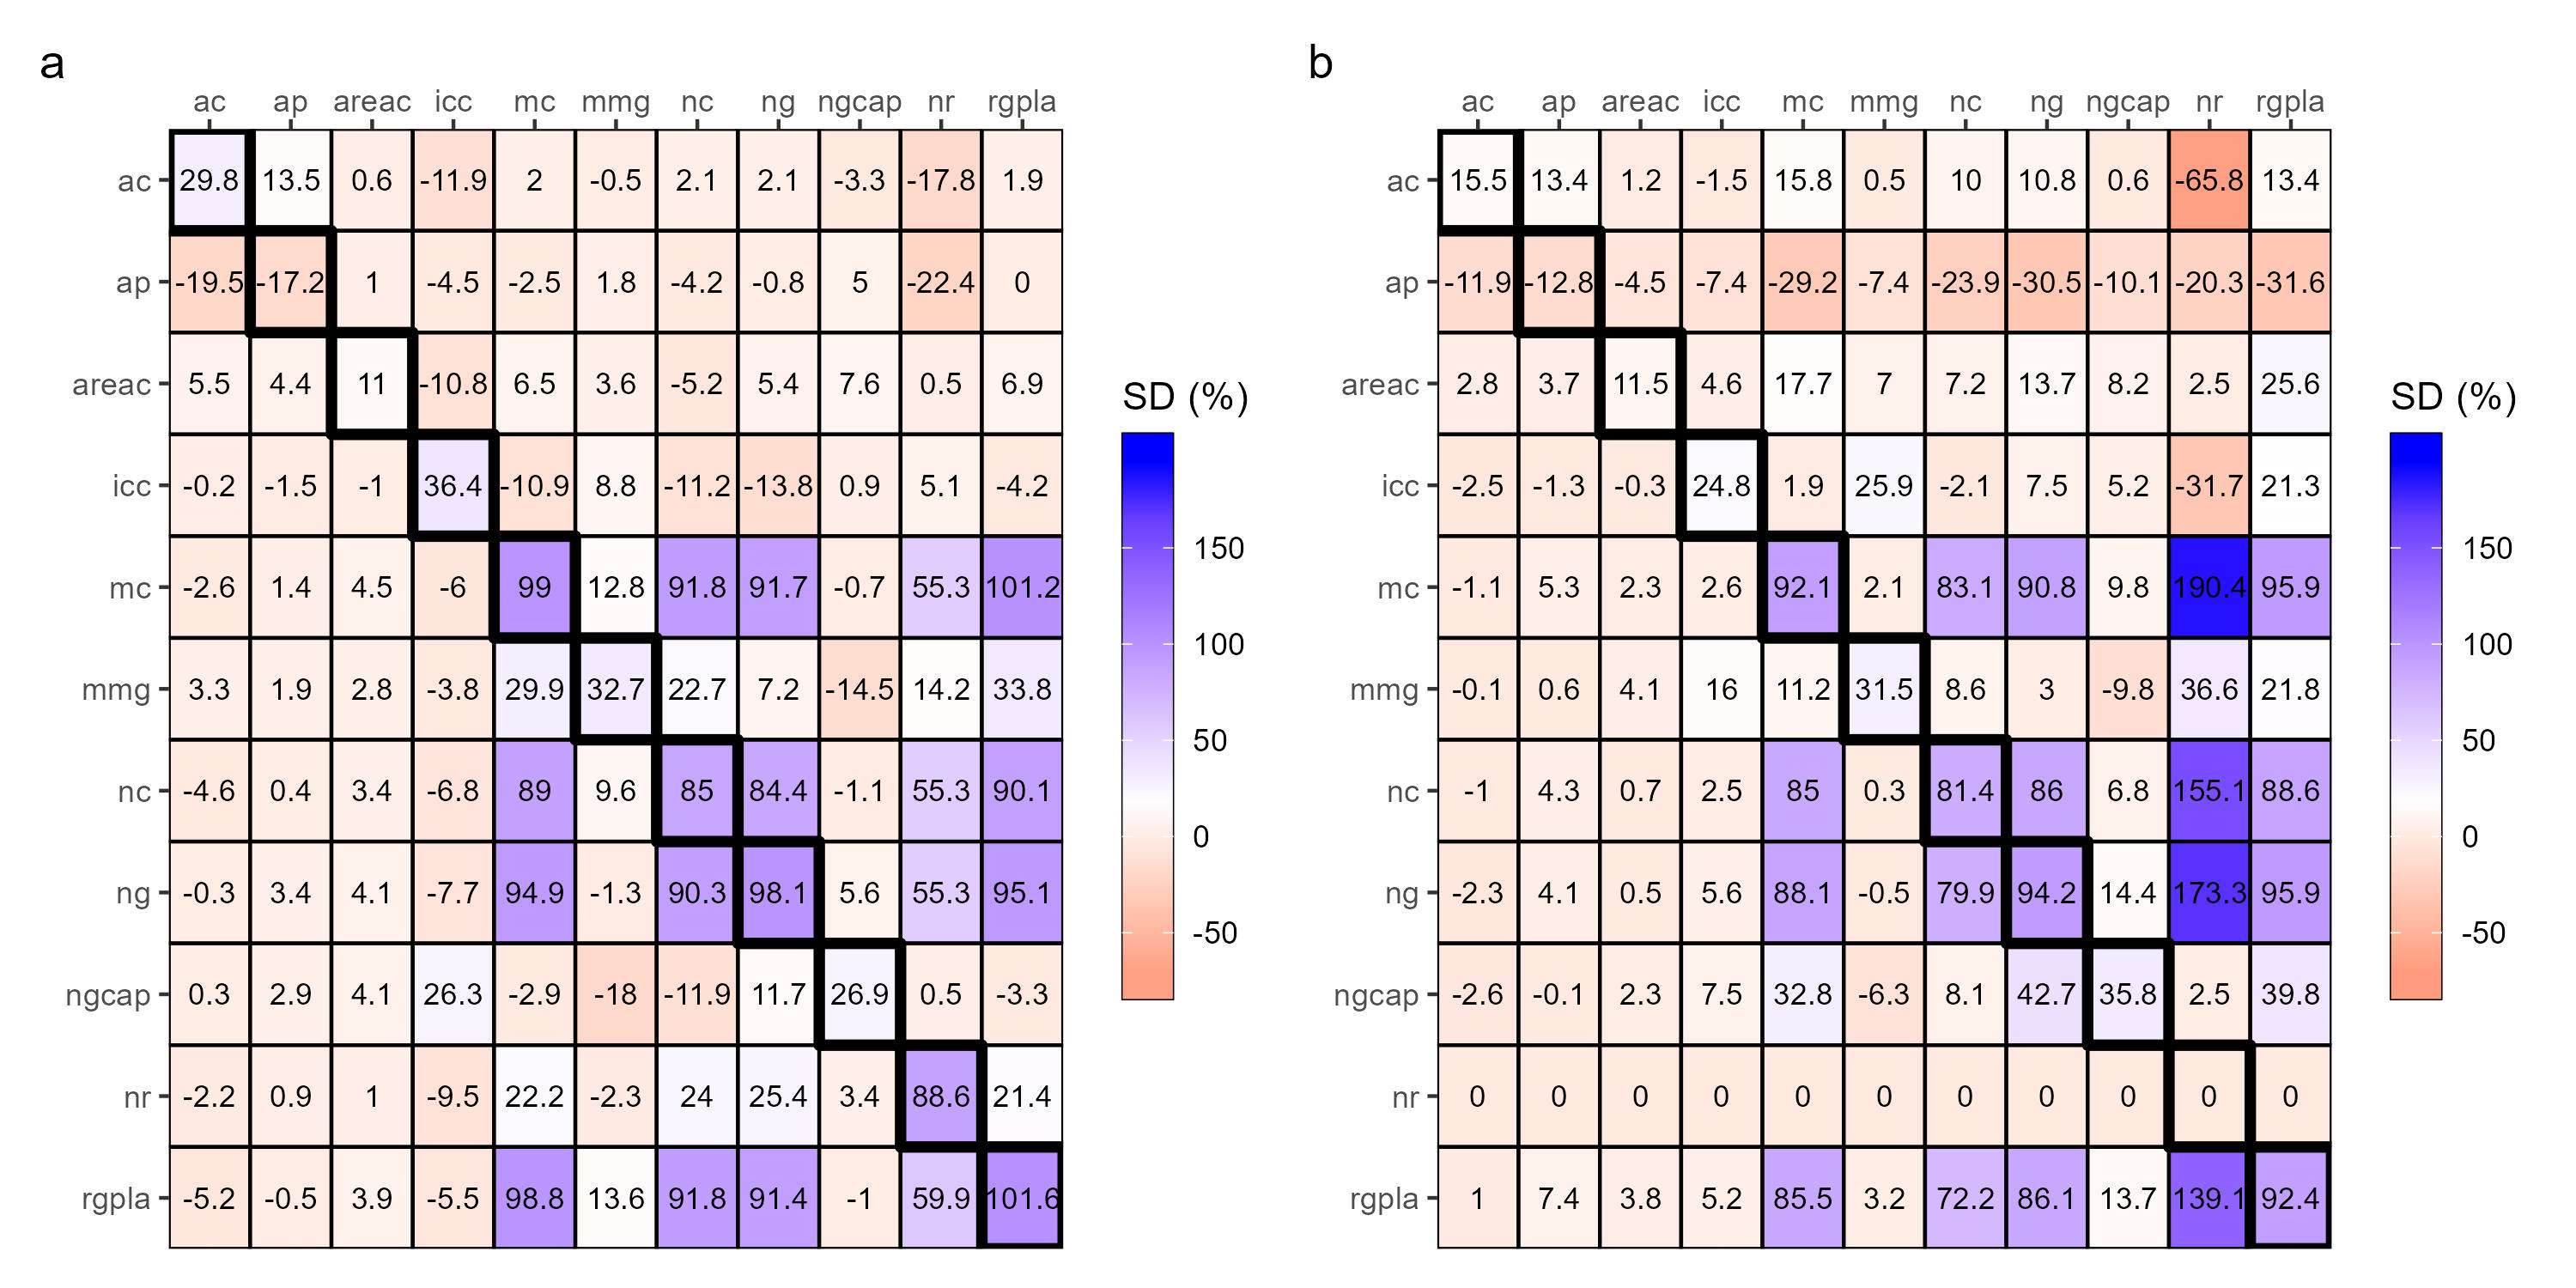 a
ac ap areac icc mc mmg nc ng ngcap nr rgpla
ac 29.8 13.5 0.6 -11.9 2 -0.5 2.1 2.1 -3.3 -17.8 1.9
ap -19.5 -17.2 1 -4.5 -2.5 1.8 -4.2 -0.8 5 -22.4 0
areac 5.5 4.4 11 -10.8 6.5 3.6 -5.2 5.4 7.6 0.5 6.9
icc -0.2 -1.5 -1 36.4 -10.9 8.8 -11.2 -13.8 0.9 5.1 -4.2
mc -2.6 1.4 4.5 -6 99 12.8 91.8 91.7 -0.7 55.3 101.2
mmg 3.3 1.9 2.8 -3.8 29.9 32.7 22.7 7.2 -14.5 14.2 33.8
nc -4.6 0.4 3.4 -6.8 89 9.6 85 84.4 -1.1 55.3 90.1
ng -0.3 3.4 4.1 -7.7 94.9 -1.3 90.3 98.1 5.6 55.3 95.1
ngcap 0.3 2.9 4.1 26.3 -2.9 -18 -11.9 11.7 26.9 0.5 -3.3
nr -2.2 0.9 1 -9.5 22.2 -2.3 24 25.4 3.4 88.6 21.4
rgpla -5.2 -0.5 3.9 -5.5 98.8 13.6 91.8 91.4 -1 59.9 101.6
SD (%)
150
100
50
0
-50
b
ac ap areac icc mc mmg nc ng ngcap nr rgpla
ac 15.5 13.4 1.2 -1.5 15.8 0.5 10 10.8 0.6 -65.8 13.4
ap -11.9 -12.8 -4.5 -7.4 -29.2 -7.4 -23.9 -30.5 -10.1 -20.3 -31.6
areac 2.8 3.7 11.5 4.6 17.7 7 7.2 13.7 8.2 2.5 25.6
icc -2.5 -1.3 -0.3 24.8 1.9 25.9 -2.1 7.5 5.2 -31.7 21.3
mc -1.1 5.3 2.3 2.6 92.1 2.1 83.1 90.8 9.8 190.4 95.9
mmg -0.1 0.6 4.1 16 11.2 31.5 8.6 3 -9.8 36.6 21.8
nc -1 4.3 0.7 2.5 85 0.3 81.4 86 6.8 155.1 88.6
ng -2.3 4.1 0.5 5.6 88.1 -0.5 79.9 94.2 14.4 173.3 95.9
ngcap -2.6 -0.1 2.3 7.5 32.8 -6.3 8.1 42.7 35.8 2.5 39.8
nr 0 0 0 0 0 0 0 0 0 0 0
rgpla 1 7.4 3.8 5.2 85.5 3.2 72.2 86.1 13.7 139.1 92.4
SD (%)
150
100
50
0
-50